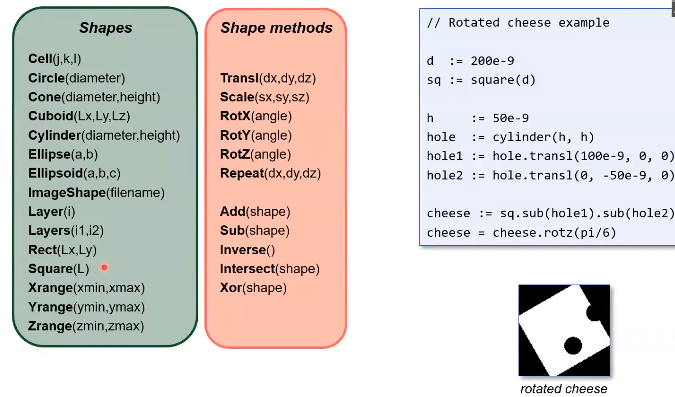 Shapes
Cell(j,k,l)
Circle(diameter)
Cone(diameter,height)
Cuboid(Lx,Ly,Lz)
Cylinder(diameter,height)
Ellipse(a,b)
Ellipsoid(a,b,c)
ImageShape(filename)
Layer(i)
Layers(i1,i2)
Rect(Lx,Ly)
Square(L)
Xrange(xmin,xmax)
Yrange(ymin,ymax)
Zrange(zmin,zmax)
Shape methods
Transl(dx,dy,dz)
Scale(sx,sy,sz)
RotX(angle)
RotY(angle)
RotZ(angle)
Repeat(dx,dy,dz)
Add(shape)
Sub(shape)
Inverse()
Intersect(shape)
Xor(shape)
// Rotated cheese example
d := 200e-9
sq := square(d)
h := 50e-9
hole := cylinder(h, h)
hole1 := hole.transl(100e-9, 0, 0)
hole2 := hole.transl(0, -50e-9, 0)
cheese := sq.sub(hole1).sub(hole2)
cheese = cheese.rotz(pi/6)
rotated cheese